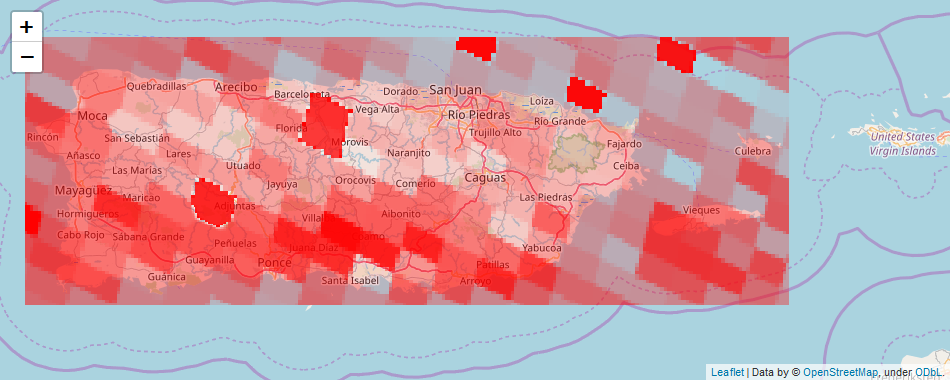 +
−
Quebradillas
Arecibo
Barceloneta
Dorado
San Juan
Loíza
Moca
Vega Alta
Río Piedras
Río Grande
Rincón
San Sebastián
Florida
Morovis
Trujillo Alto
Fajardo
United States
Virgin Islands
Añasco
Lares
Naranjito
Culebra
Las Marías
Utuado
Ceiba
Mayagüez
Maricao
Jayuya
Orocovis
Comerio
Caguas
Las Piedras
Hormigueros
Adjuntas
Aibonito
Vieques
Cabo Rojo
Sábana Grande
Peñuelas
Juana Díaz
Yabucoa
Guayanilla
Ponce
Patillas
Guánica
Santa Isabel
Arroyo
Leaflet | Data by © OpenStreetMap, under ODbL.